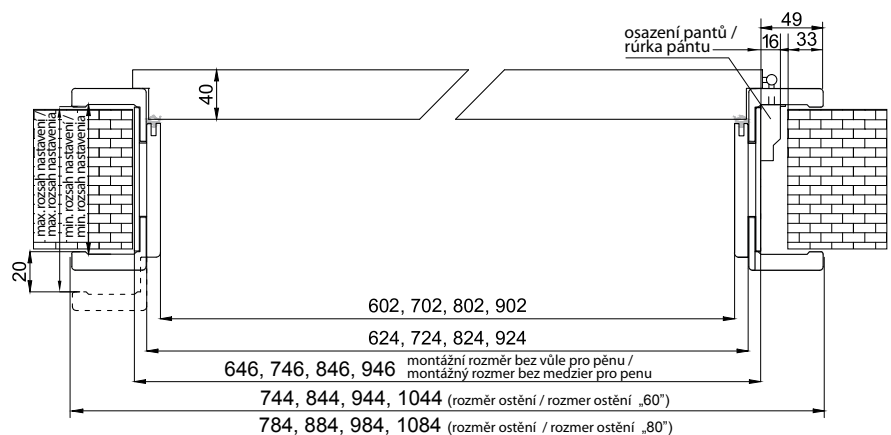 49
osazení pantů /
rúrka pántu
16
33
40
max. rozsah nastavení /
max. rozsah nastavenia
min. rozsah nastavení /
min. rozsah nastavenia
20
602, 702, 802, 902
624, 724, 824, 924
646, 746, 846, 946 montážní rozměr bez vůle pro pěnu /
montážný rozmer bez medzier pro penu
744, 844, 944, 1044 (rozměr ostění / rozmer ostění „60”)
784, 884, 984, 1084 (rozměr ostění / rozmer ostění „80”)